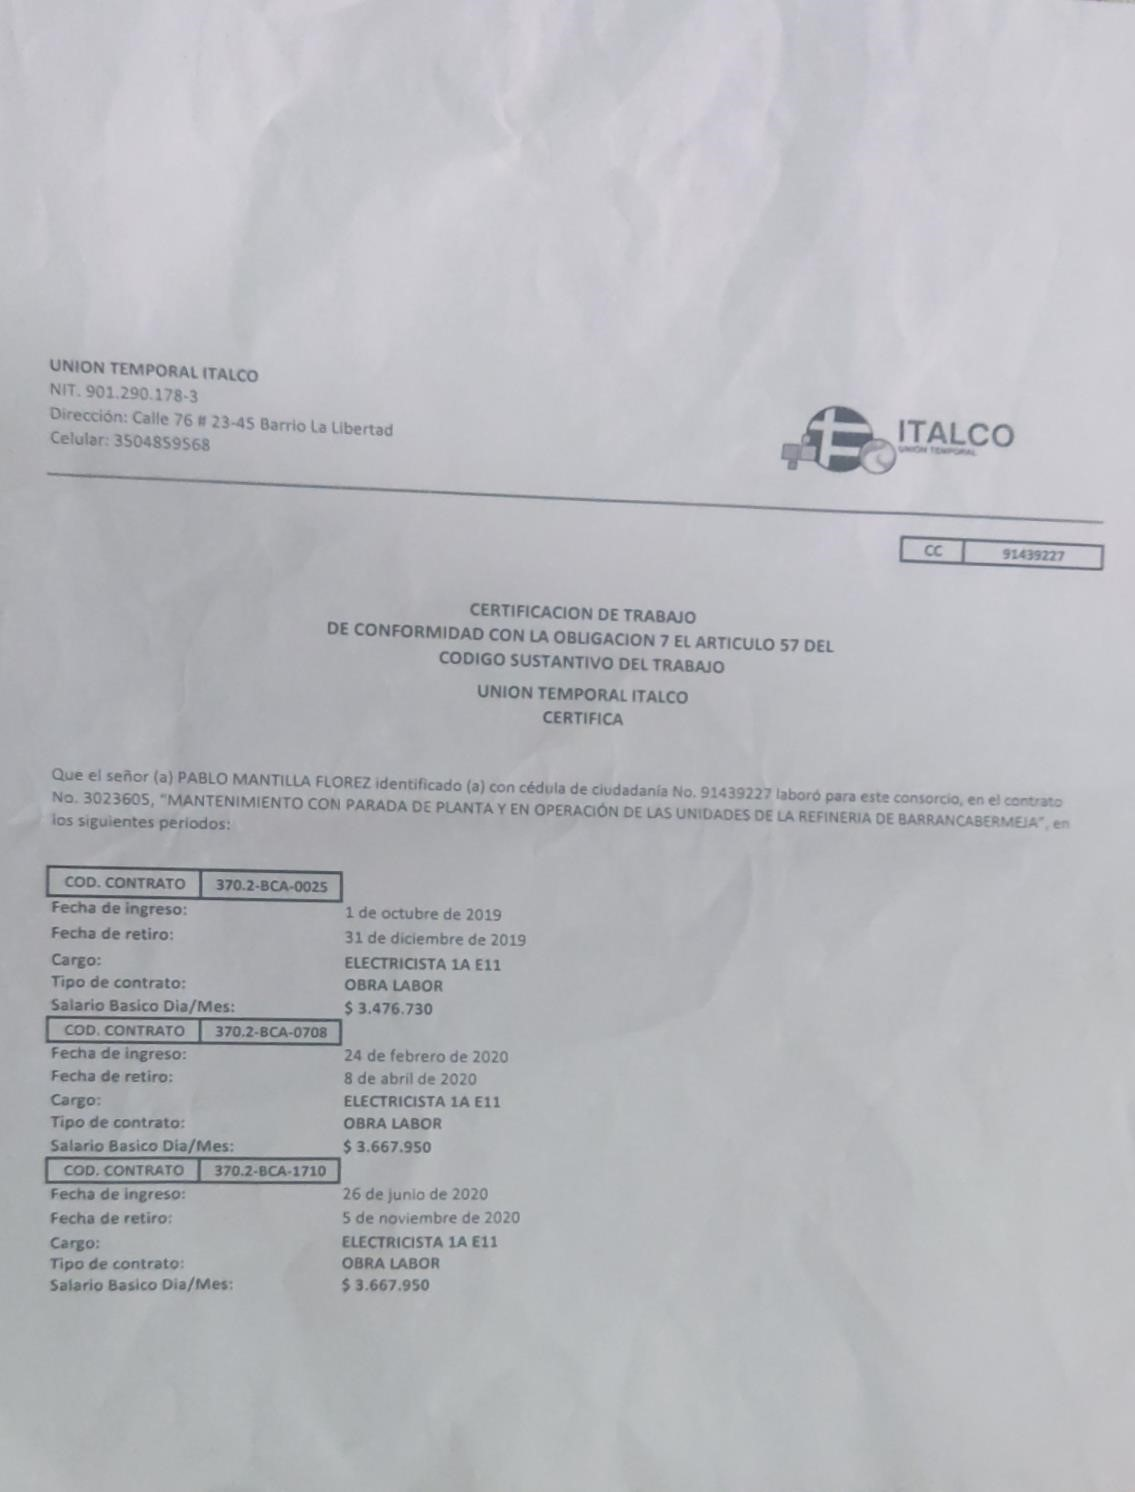 UNION TEMPORAL ITALCO
NIT. 901.290.178-3
Dirección: Calle 76 # 23-45 Barrio La Libertad
Celular: 3504859568
ITALCO
UNION TEMPORAL
CC 91439227
CERTIFICACION DE TRABAJO
DE CONFORMIDAD CON LA OBLIGACION 7 EL ARTICULO 57 DEL
CODIGO SUSTANTIVO DEL TRABAJO
UNION TEMPORAL ITALCO
CERTIFICA
Que el señor (a) PABLO MANTILLA FLOREZ identificado (a) con cédula de ciudadanía No. 91439227 laboró para este consorcio, en el contrato
No. 3023605, "MANTENIMIENTO CON PARADA DE PLANTA Y EN OPERACIÓN DE LAS UNIDADES DE LA REFINERIA DE BARRANCABERMEJA", en
los siguientes periodos:
COD. CONTRATO 370.2-BCA-0025
Fecha de ingreso: 1 de octubre de 2019
Fecha de retiro: 31 de diciembre de 2019
Cargo: ELECTRICISTA 1A E11
Tipo de contrato: OBRA LABOR
Salario Basico Dia/Mes: $ 3.476.730
COD. CONTRATO 370.2-BCA-0708
Fecha de ingreso: 24 de febrero de 2020
Fecha de retiro: 8 de abril de 2020
Cargo: ELECTRICISTA 1A E11
Tipo de contrato: OBRA LABOR
Salario Basico Dia/Mes: $ 3.667.950
COD. CONTRATO 370.2-BCA-1710
Fecha de ingreso: 26 de junio de 2020
Fecha de retiro: 5 de noviembre de 2020
Cargo: ELECTRICISTA 1A E11
Tipo de contrato: OBRA LABOR
Salario Basico Dia/Mes: $ 3.667.950